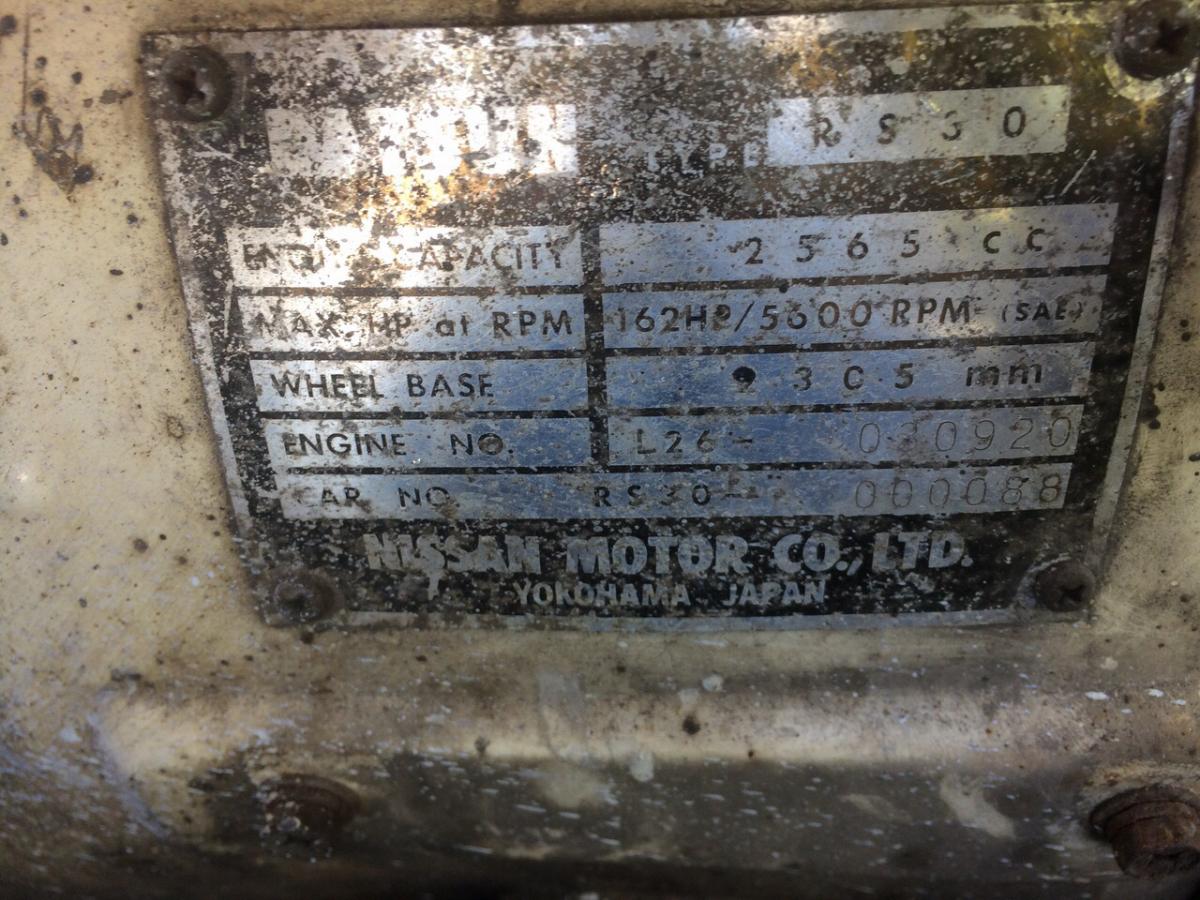 TYPE RS30
ENGINE CAPACITY 2565 CC
MAX. HP at RPM 162HP/5600 RPM (SAE)
WHEEL BASE 2305 mm
ENGINE NO. L26-
CAR NO. RS30- 000088
NISSAN MOTOR CO., LTD.
YOKOHAMA JAPAN